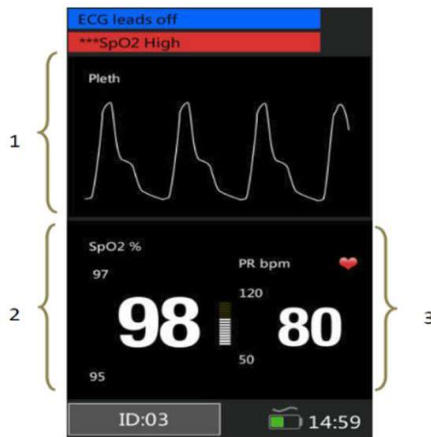 ECG leads off
***SpO2 High
Pleth
1
SpO2 %
97
PR bpm
120
2
98
80
3
50
95
ID:03
14:59